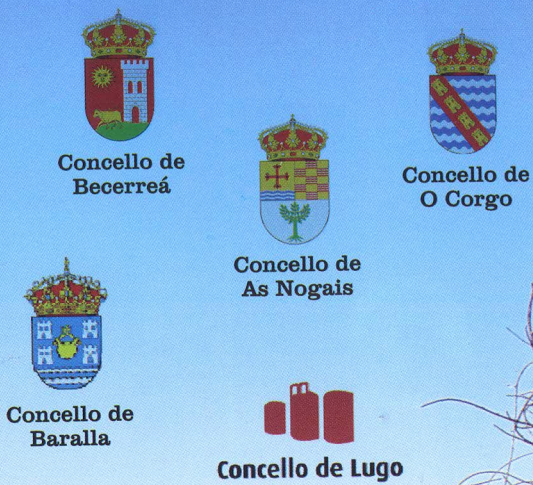 Concello de
Becerreá
Concello de
O Corgo
Concello de
As Nogais
Concello de
Baralla
Concello de Lugo